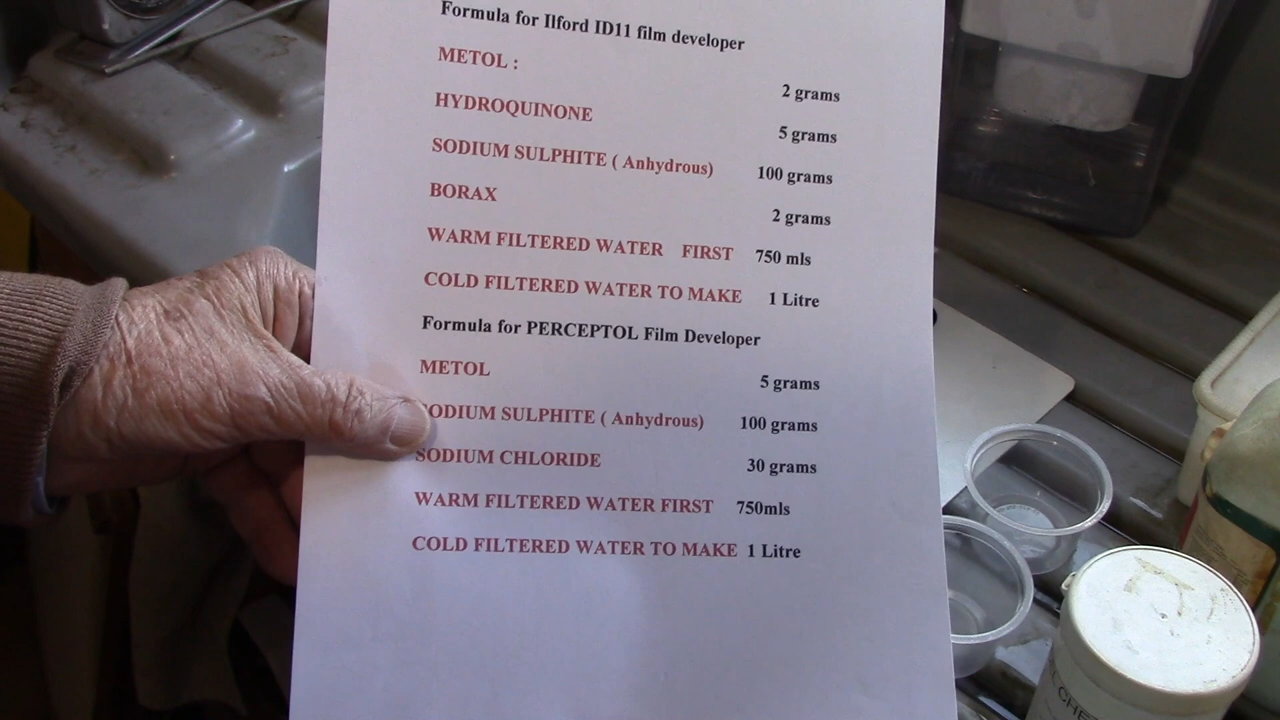 Formula for Ilford ID11 film developer
METOL : 2 grams
HYDROQUINONE 5 grams
SODIUM SULPHITE ( Anhydrous) 100 grams
BORAX 2 grams
WARM FILTERED WATER FIRST 750 mls
COLD FILTERED WATER TO MAKE 1 Litre
Formula for PERCEPTOL Film Developer
METOL 5 grams
SODIUM SULPHITE ( Anhydrous) 100 grams
SODIUM CHLORIDE 30 grams
WARM FILTERED WATER FIRST 750mls
COLD FILTERED WATER TO MAKE 1 Litre